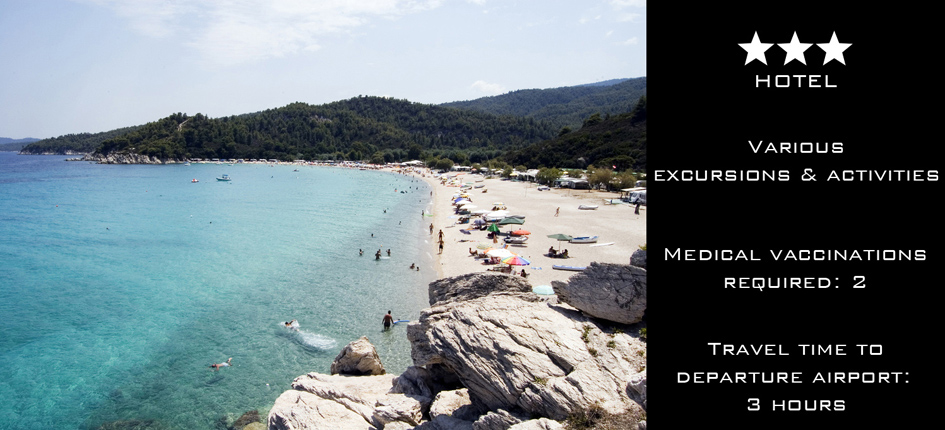 HOTEL
VARIOUS
EXCURSIONS & ACTIVITIES
MEDICAL VACCINATIONS
REQUIRED: 2
TRAVEL TIME TO
DEPARTURE AIRPORT:
3 HOURS